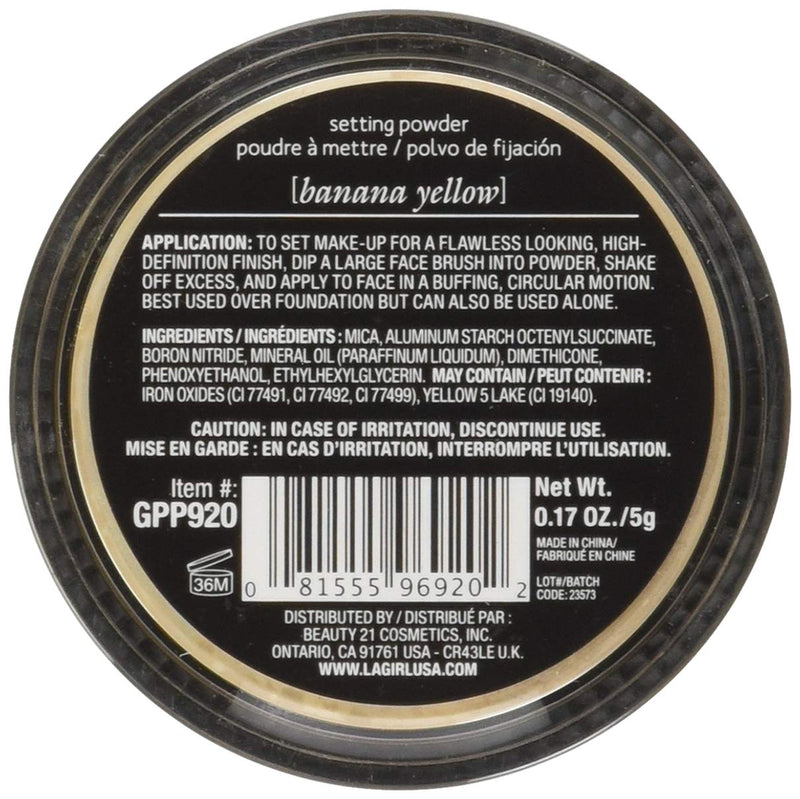 setting powder
poudre à mettre / polvo de fijación
[banana yellow]
APPLICATION: TO SET MAKE-UP FOR A FLAWLESS LOOKING, HIGH-
DEFINITION FINISH, DIP A LARGE FACE BRUSH INTO POWDER, SHAKE
OFF EXCESS, AND APPLY TO FACE IN A BUFFING, CIRCULAR MOTION.
BEST USED OVER FOUNDATION BUT CAN ALSO BE USED ALONE.
INGREDIENTS / INGRÉDIENTS : MICA, ALUMINUM STARCH OCTENYLSUCCINATE,
BORON NITRIDE, MINERAL OIL (PARAFFINUM LIQUIDUM), DIMETHICONE,
PHENOXYETHANOL, ETHYLHEXYLGLYCERIN. MAY CONTAIN / PEUT CONTENIR :
IRON OXIDES (CI 77491, CI 77492, CI 77499), YELLOW 5 LAKE (CI 19140).
CAUTION: IN CASE OF IRRITATION, DISCONTINUE USE.
MISE EN GARDE : EN CAS D'IRRITATION, INTERROMPRE L'UTILISATION.
Item #:
GPP920
36M
0 81555 96920 2
Net Wt.
0.17 OZ./5g
MADE IN CHINA/
FABRIQUÉ EN CHINE
LOT#/BATCH
CODE: 23573
DISTRIBUTED BY / DISTRIBUÉ PAR :
BEAUTY 21 COSMETICS, INC.
ONTARIO, CA 91761 USA - CR43LE U.K.
WWW.LAGIRLUSA.COM